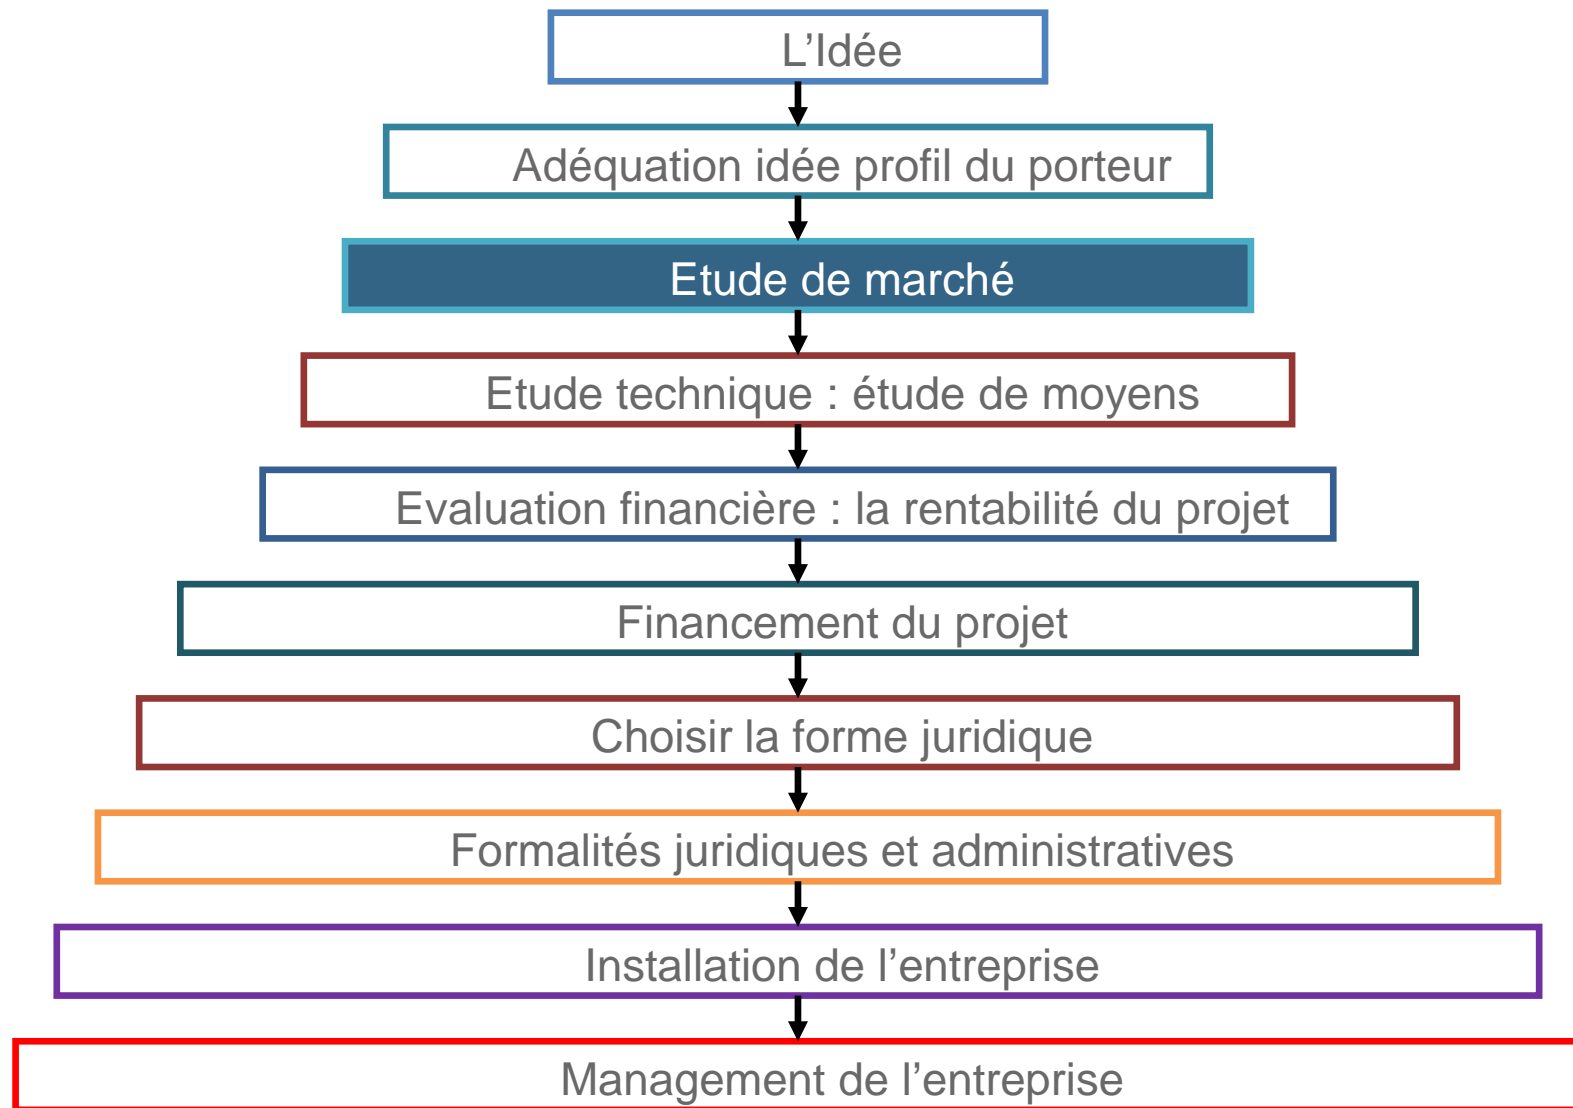 L’Idée
Adéquation idée profil du porteur
Etude de marché
Etude technique : étude de moyens
Evaluation financière : la rentabilité du projet
Financement du projet
Choisir la forme juridique
Formalités juridiques et administratives
Installation de l’entreprise
Management de l’entreprise